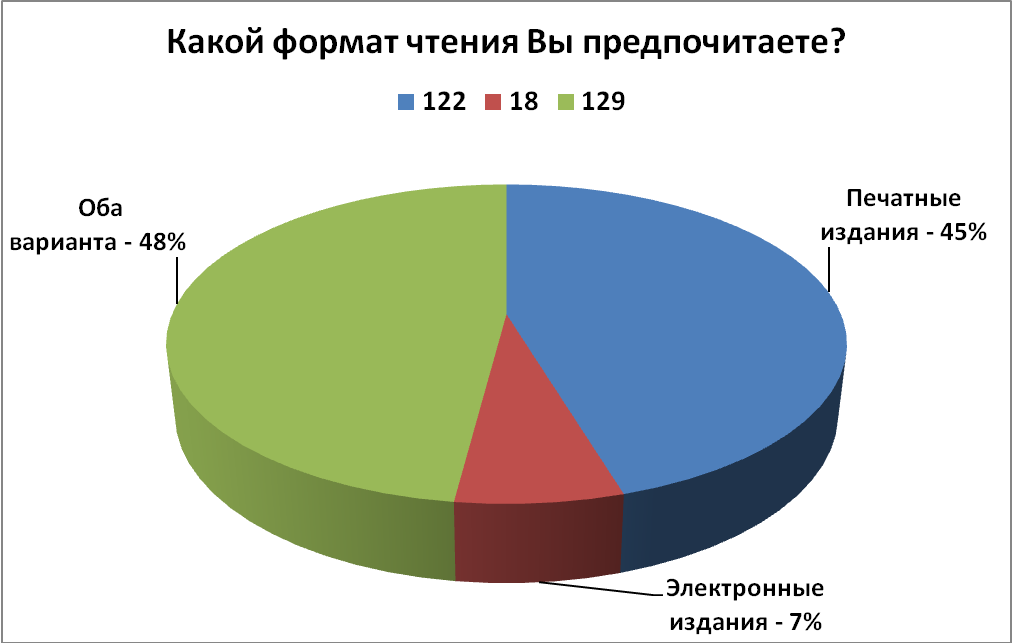 Какой формат чтения Вы предпочитаете?
122 18 129
Оба
варианта - 48%
Печатные
издания - 45%
Электронные
издания - 7%